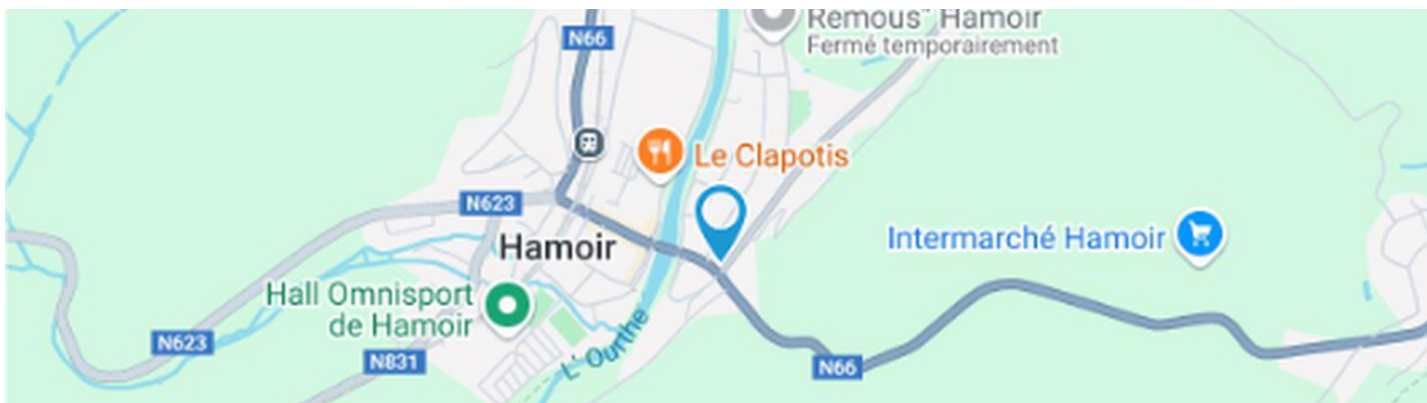 N66
Remous" Hamoir
Fermé temporairement
Le Clapotis
N623
Hamoir
Intermarché Hamoir
Hall Omnisport
de Hamoir
L' Ourthe
N623
N831
N66